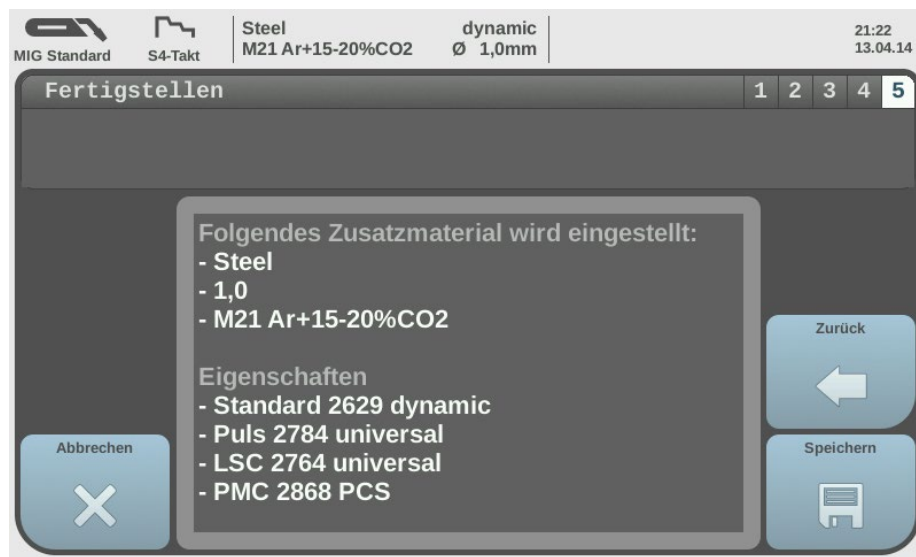 MIG Standard
S4-Takt
Steel dynamic
M21 Ar+15-20%CO2 Ø 1,0mm
21:22
13.04.14
Fertigstellen
1 2 3 4 5
Folgendes Zusatzmaterial wird eingestellt:
- Steel
- 1,0
- M21 Ar+15-20%CO2
Eigenschaften
- Standard 2629 dynamic
- Puls 2784 universal
- LSC 2764 universal
- PMC 2868 PCS
Zurück
Abbrechen
Speichern